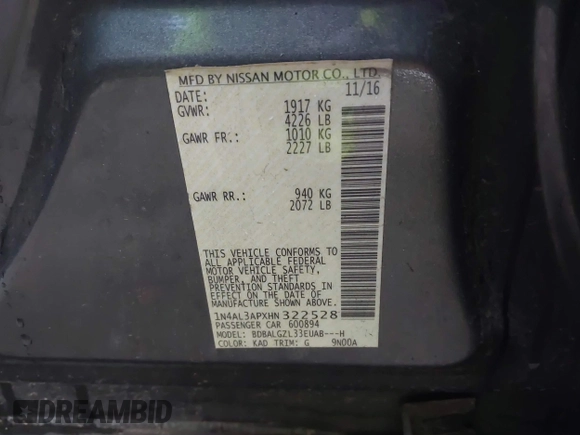 MFD BY NISSAN MOTOR CO., LTD.
DATE: 11/16
GVWR: 1917 KG
4226 LB
GAWR FR.: 1010 KG
2227 LB
GAWR RR.: 940 KG
2072 LB
THIS VEHICLE CONFORMS TO
ALL APPLICABLE FEDERAL
MOTOR VEHICLE SAFETY,
BUMPER, AND THEFT
PREVENTION STANDARDS IN
EFFECT ON THE DATE OF
MANUFACTURE SHOWN ABOVE.
1N4AL3APXHN322528
PASSENGER CAR 600894
MODEL: BDBALGZL33EUAB---H
COLOR: KAD TRIM: G 9N00A
DREAMBID